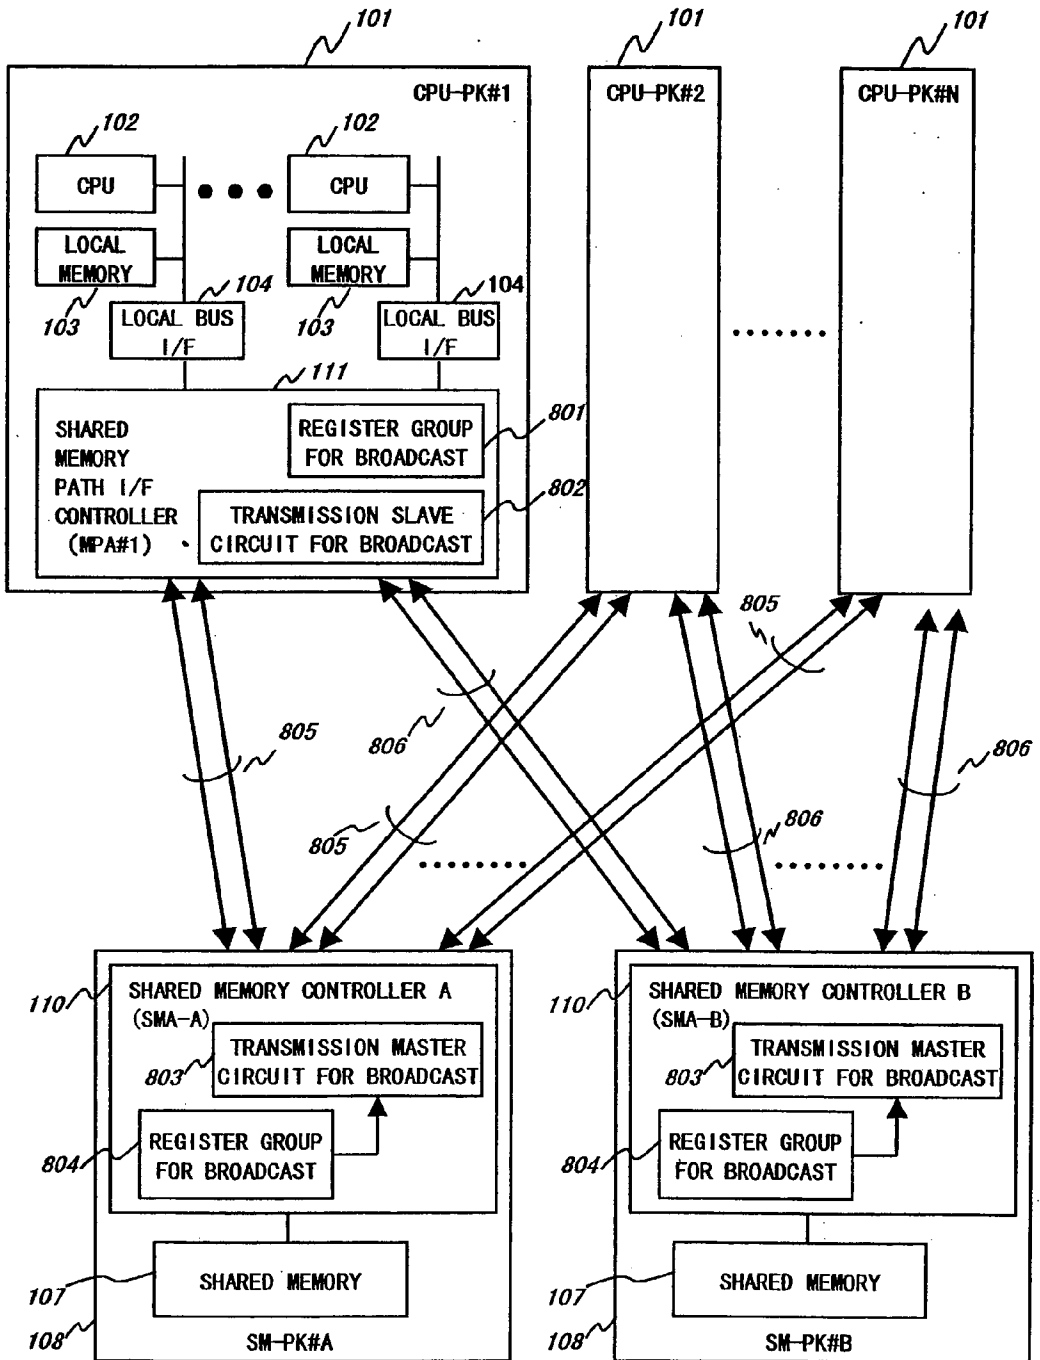 101
101
101
CPU-PK#1
CPU-PK#2
CPU-PK#N
102
102
CPU
CPU
LOCAL
MEMORY
LOCAL
MEMORY
103
104
103
104
LOCAL BUS
I/F
LOCAL BUS
I/F
111
SHARED
MEMORY
PATH I/F
CONTROLLER
(MPA#1)
REGISTER GROUP
FOR BROADCAST
801
TRANSMISSION SLAVE
CIRCUIT FOR BROADCAST
802
805
805
806
806
805
806
110
SHARED MEMORY CONTROLLER A
(SMA-A)
TRANSMISSION MASTER
CIRCUIT FOR BROADCAST
803
REGISTER GROUP
FOR BROADCAST
804
SHARED MEMORY
107
108
SM-PK#A
110
SHARED MEMORY CONTROLLER B
(SMA-B)
TRANSMISSION MASTER
CIRCUIT FOR BROADCAST
803
REGISTER GROUP
FOR BROADCAST
804
SHARED MEMORY
107
108
SM-PK#B